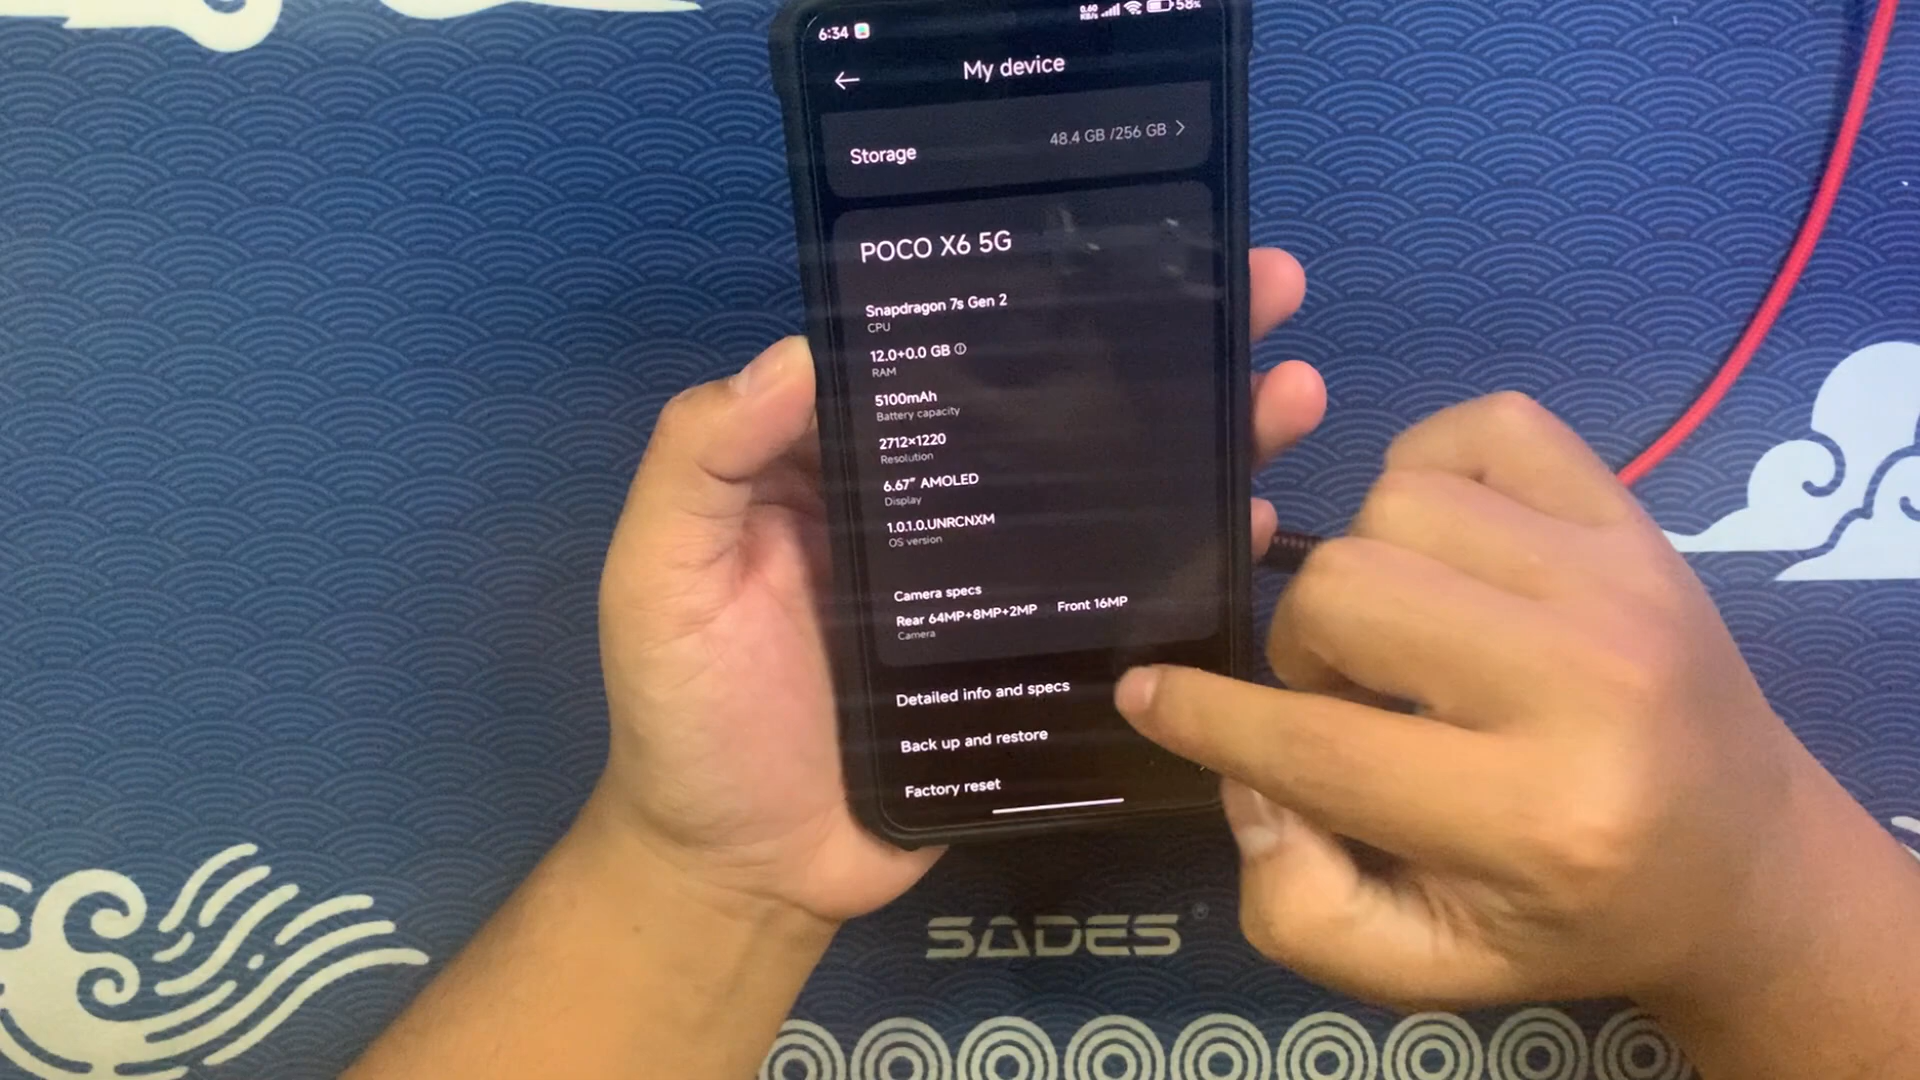 6:34
0.60
KB/s
58%
My device
Storage
48.4 GB /256 GB
POCO X6 5G
Snapdragon 7s Gen 2
CPU
12.0+0.0 GB
RAM
5100mAh
Battery capacity
2712×1220
Resolution
6.67" AMOLED
Display
1.0.1.0.UNRCNXM
OS version
Camera specs
Rear 64MP+8MP+2MP Front 16MP
Camera
Detailed info and specs
Back up and restore
Factory reset
SADES®